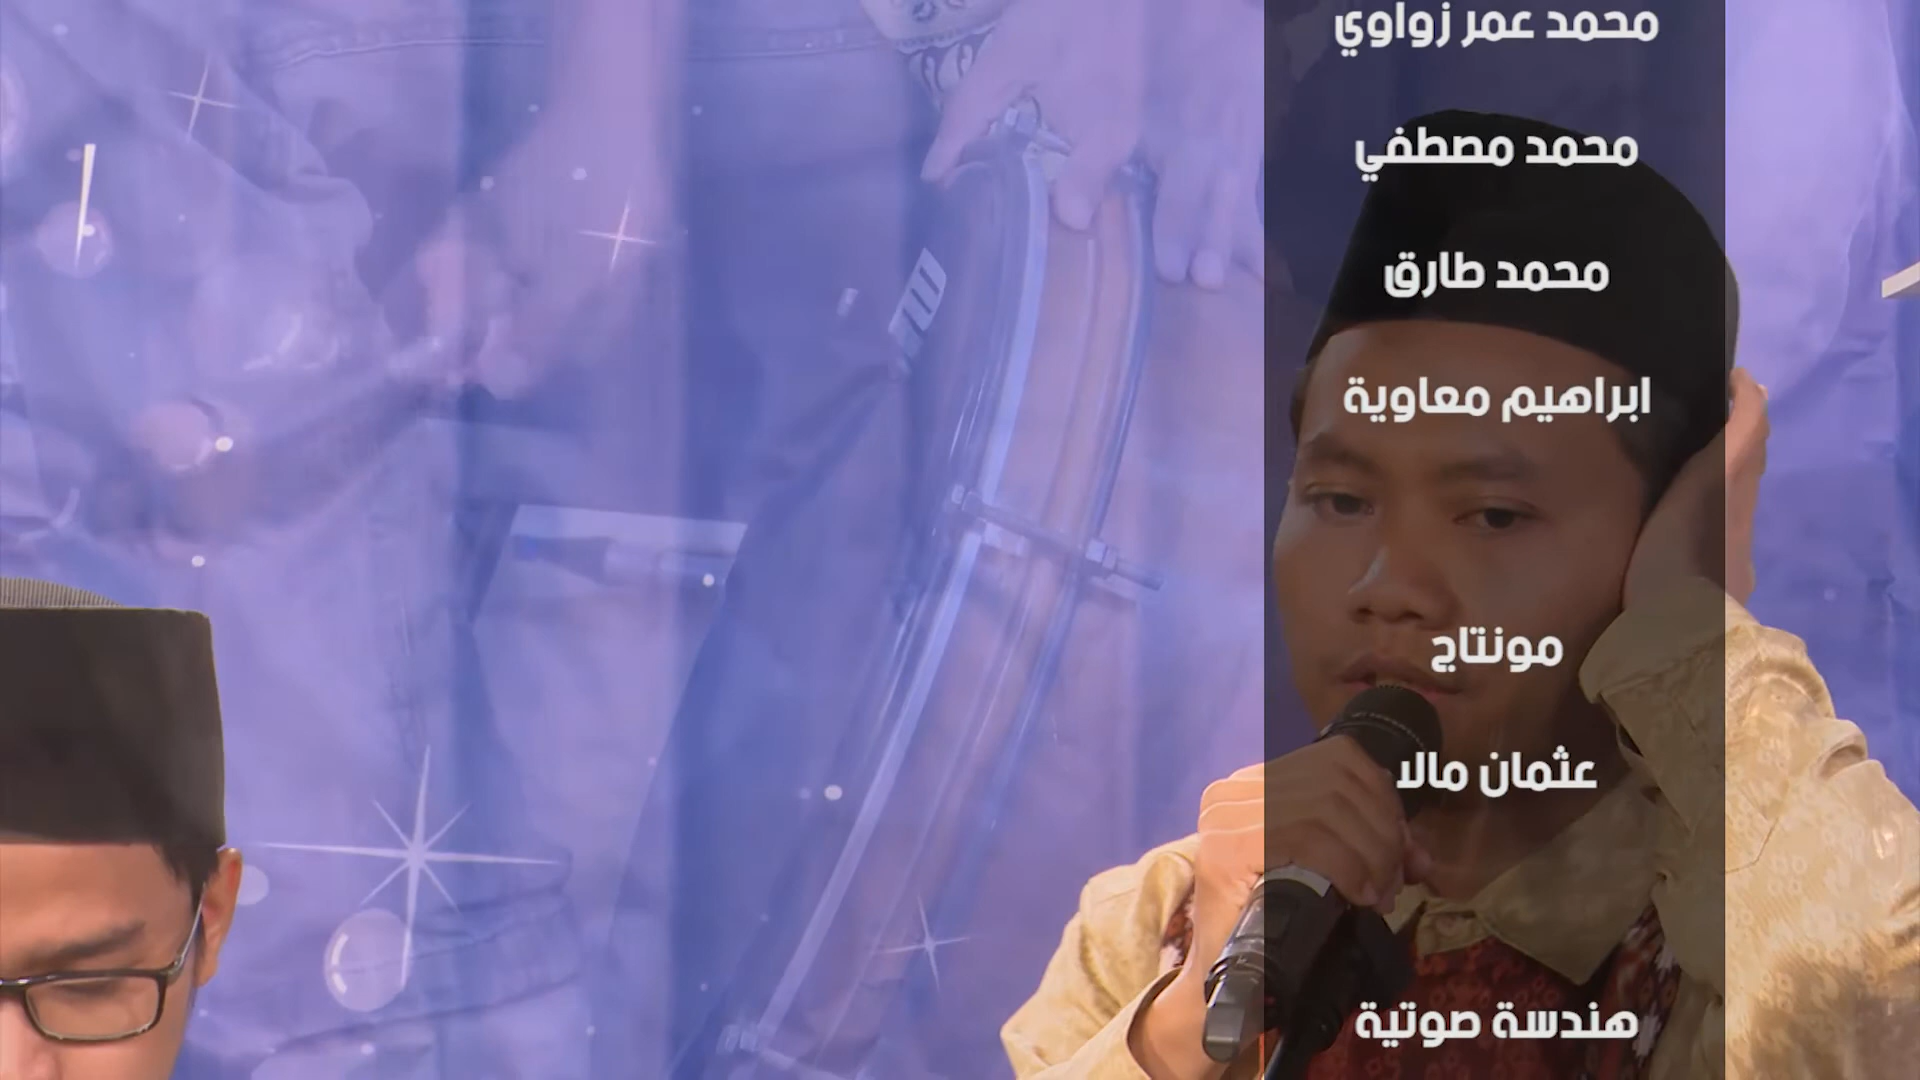 محمد عمر زواوي
محمد مصطفي
محمد طارق
ابراهيم معاوية
مونتاج
عثمان مالا
هندسة صوتية